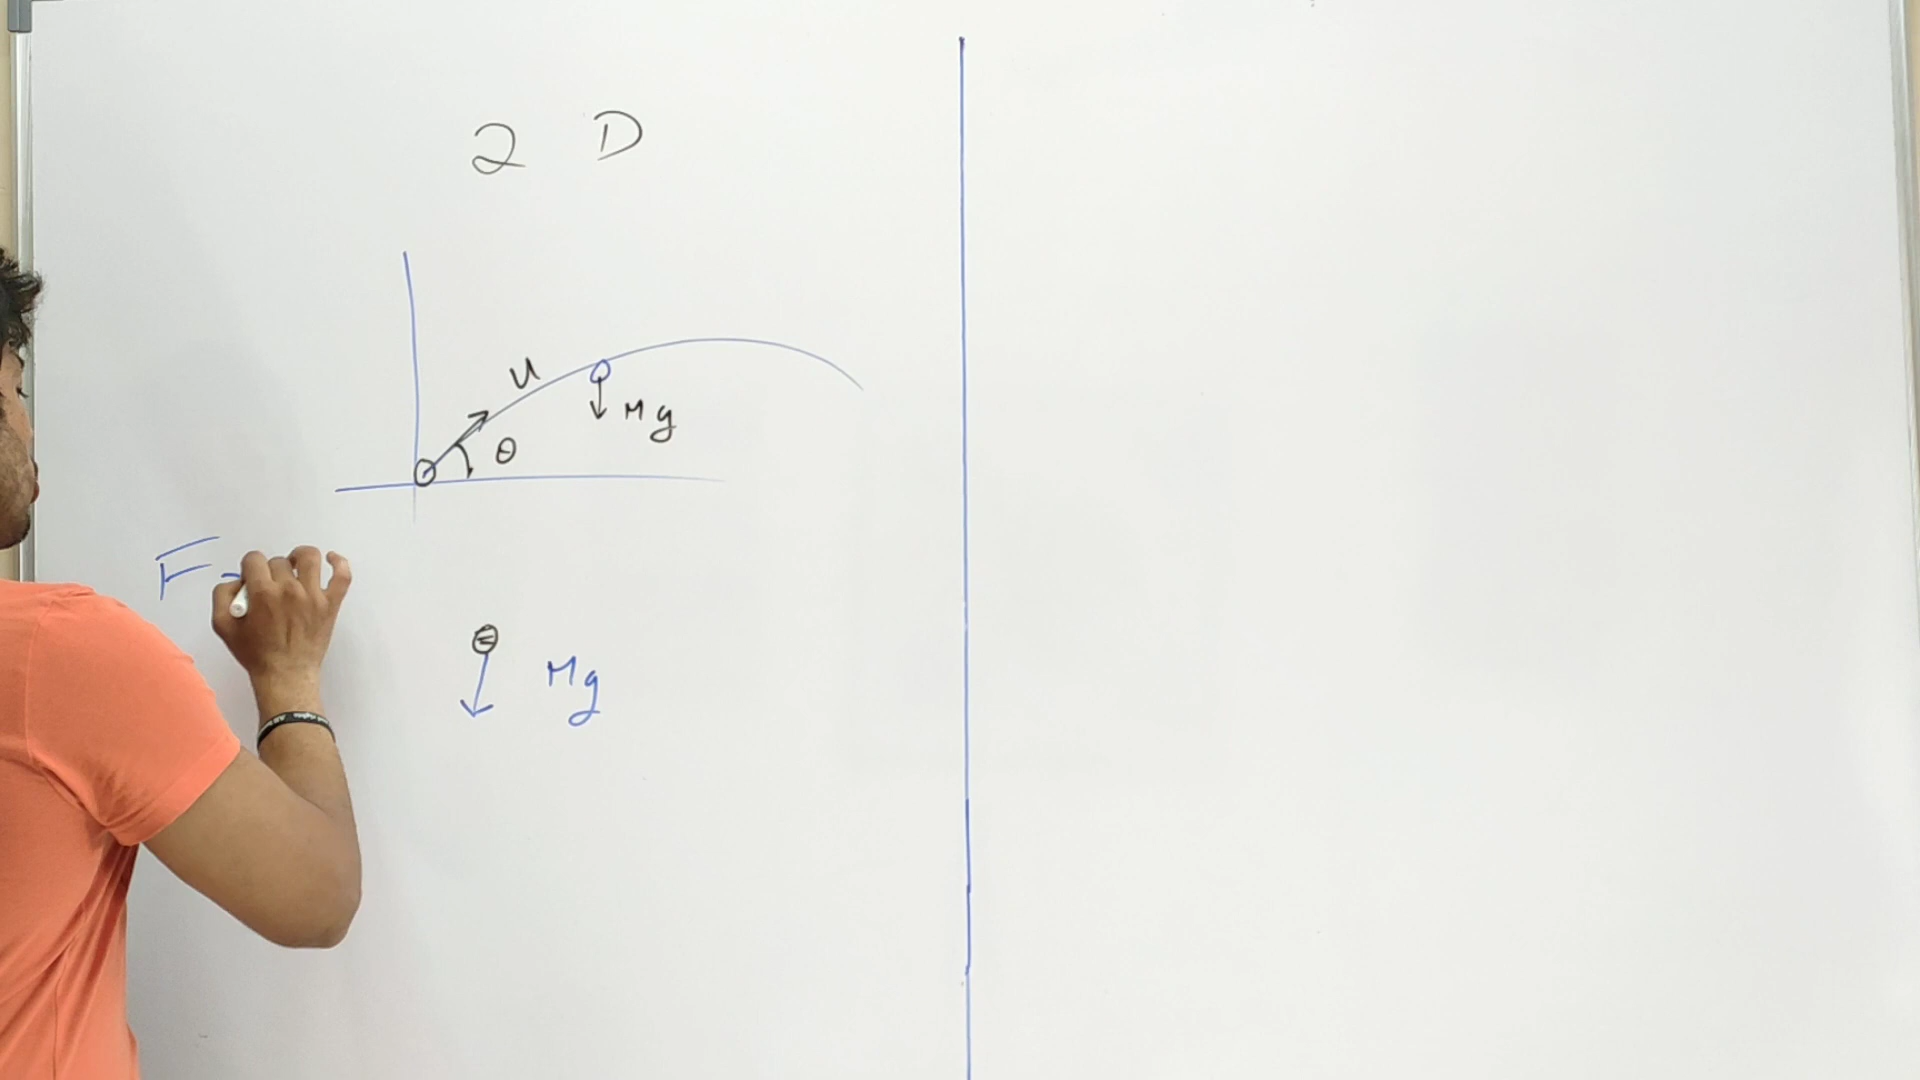 2 D
u
Mg
θ
F =
Mg